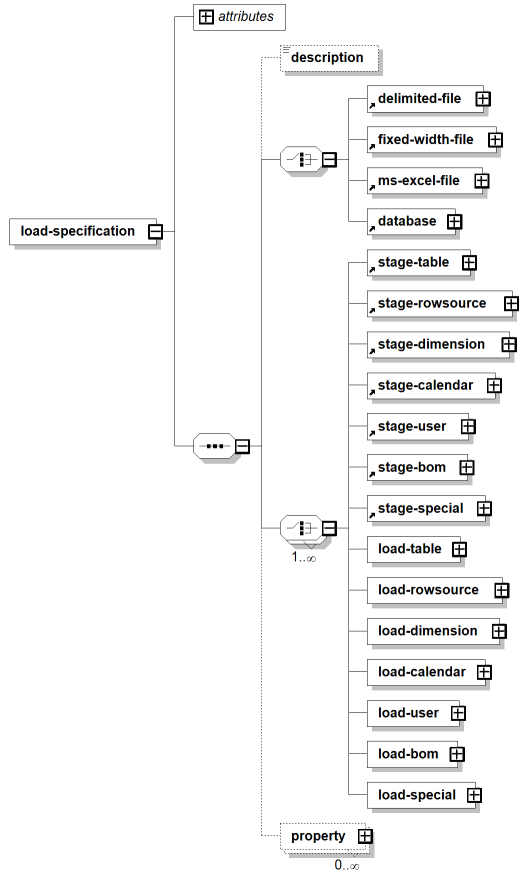 attributes
description
delimited-file
fixed-width-file
ms-excel-file
database
load-specification
stage-table
stage-rowsource
stage-dimension
stage-calendar
stage-user
stage-bom
stage-special
1..∞
load-table
load-rowsource
load-dimension
load-calendar
load-user
load-bom
load-special
property
0..∞